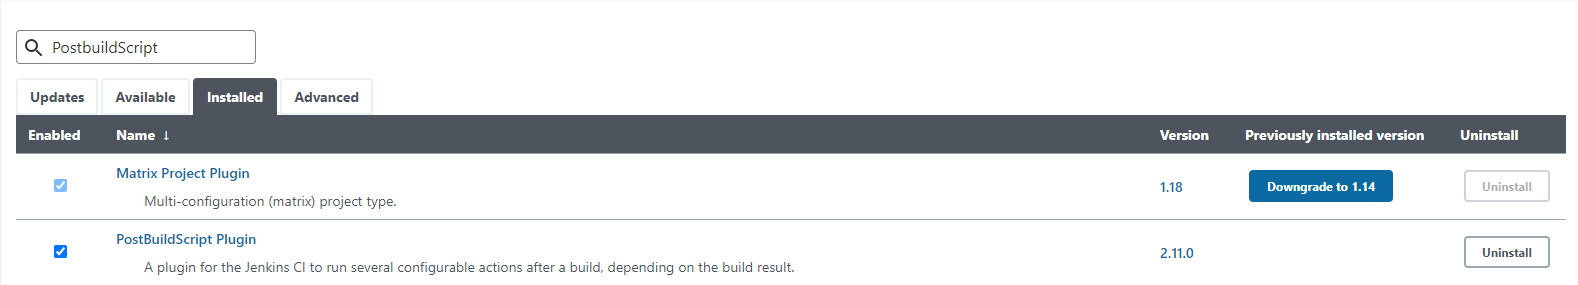 PostbuildScript
Updates Available Installed Advanced
Enabled Name ↓ Version Previously installed version Uninstall
Matrix Project Plugin
Multi-configuration (matrix) project type.
1.18 Downgrade to 1.14 Uninstall
PostBuildScript Plugin
A plugin for the Jenkins CI to run several configurable actions after a build, depending on the build result.
2.11.0 Uninstall